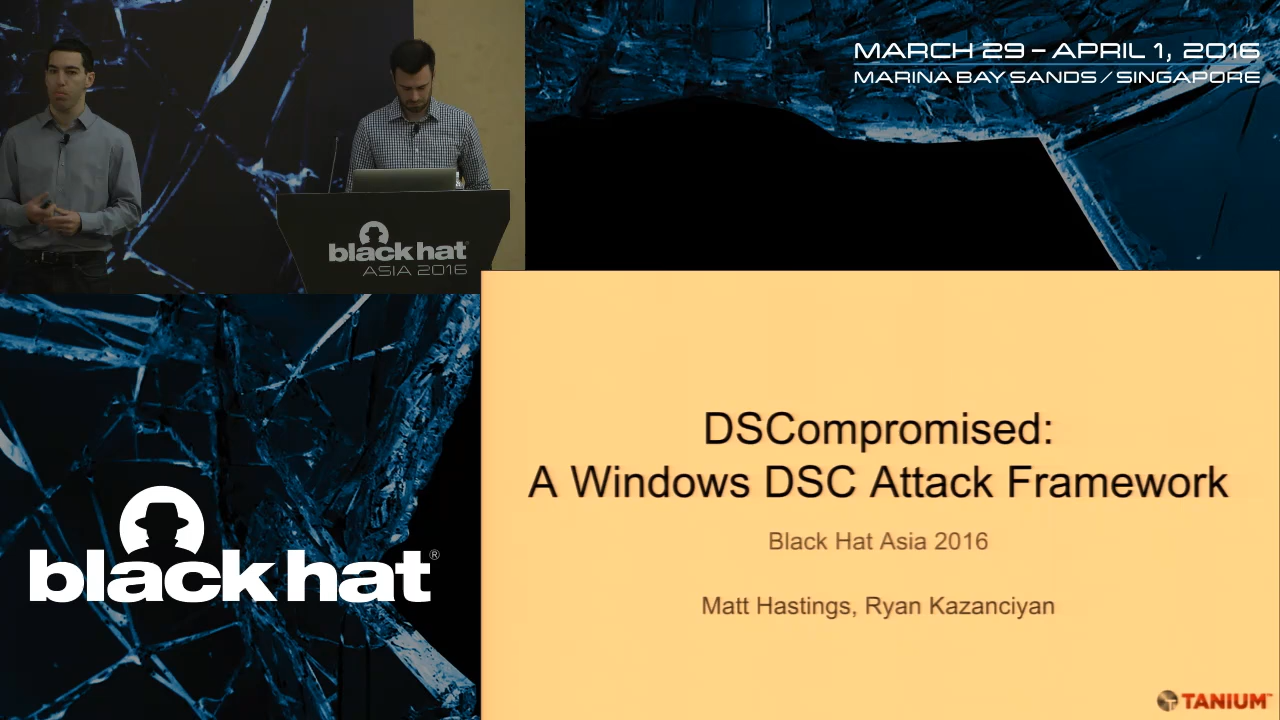 MARCH 29 – APRIL 1, 2016
MARINA BAY SANDS / SINGAPORE
black hat
ASIA 2016
DSCompromised:
A Windows DSC Attack Framework
Black Hat Asia 2016
Matt Hastings, Ryan Kazanciyan
black hat®
TANIUM™